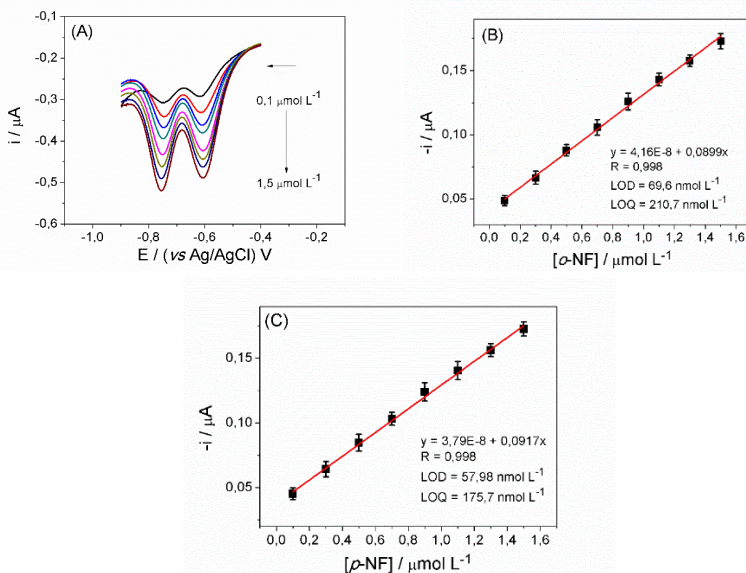 (A)
-0,1
-0,2
-0,3
-0,4
-0,5
-0,6
i / µA
0,1 µmol L⁻¹
1,5 µmol L⁻¹
-1,0 -0,8 -0,6 -0,4 -0,2
E / (vs Ag/AgCl) V
(B)
0,15
0,10
0,05
-i / µA
y = 4,16E-8 + 0,0899x
R = 0,998
LOD = 69,6 nmol L⁻¹
LOQ = 210,7 nmol L⁻¹
0,0 0,2 0,4 0,6 0,8 1,0 1,2 1,4 1,6
[o-NF] / µmol L⁻¹
(C)
0,15
0,10
0,05
-i / µA
y = 3,79E-8 + 0,0917x
R = 0,998
LOD = 57,98 nmol L⁻¹
LOQ = 175,7 nmol L⁻¹
0,0 0,2 0,4 0,6 0,8 1,0 1,2 1,4 1,6
[p-NF] / µmol L⁻¹